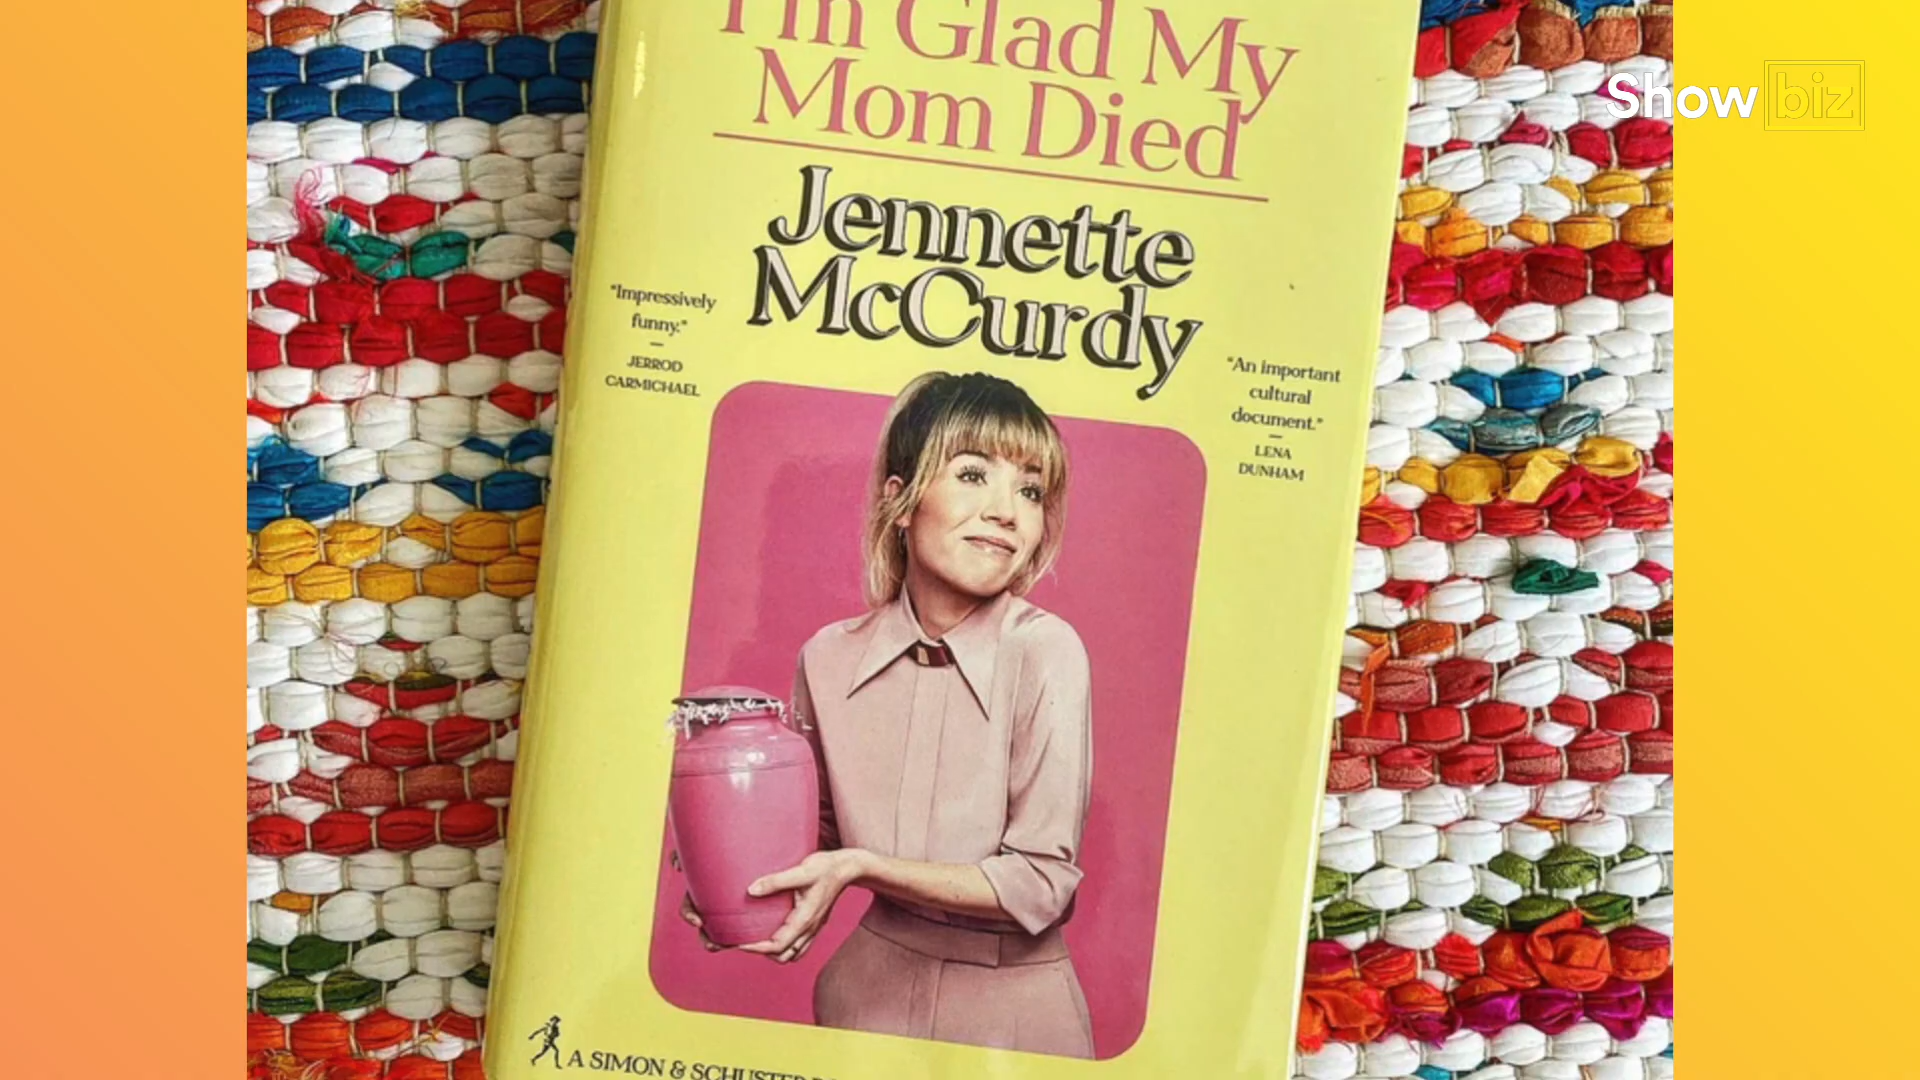 I'm Glad My
Mom Died
Jennette
McCurdy
"Impressively
funny."
—
JERROD
CARMICHAEL
"An important
cultural
document."
—
LENA
DUNHAM
A SIMON & SCHUSTER
Show biz